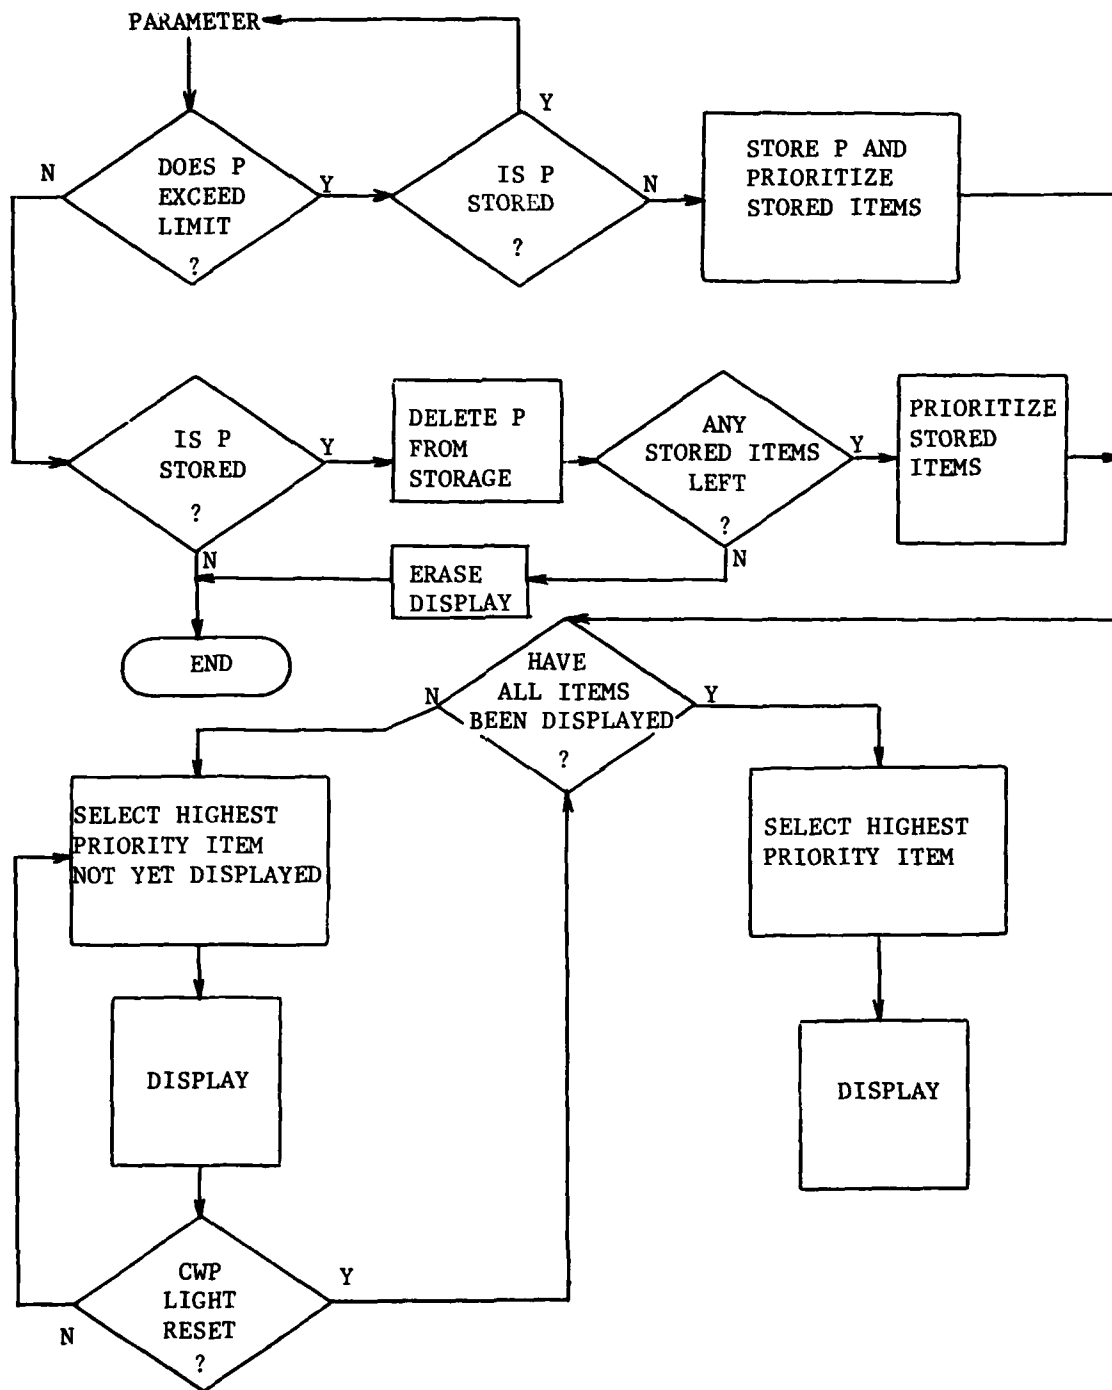 PARAMETER
Y
N
DOES P
EXCEED
LIMIT
?
Y
IS P
STORED
?
N
STORE P AND
PRIORITIZE
STORED ITEMS
IS P
STORED
?
Y
N
DELETE P
FROM
STORAGE
ANY
STORED ITEMS
LEFT
?
Y
N
PRIORITIZE
STORED
ITEMS
ERASE
DISPLAY
END
HAVE
ALL ITEMS
BEEN DISPLAYED
?
N
Y
SELECT HIGHEST
PRIORITY ITEM
NOT YET DISPLAYED
SELECT HIGHEST
PRIORITY ITEM
DISPLAY
DISPLAY
CWP
LIGHT
RESET
?
Y
N